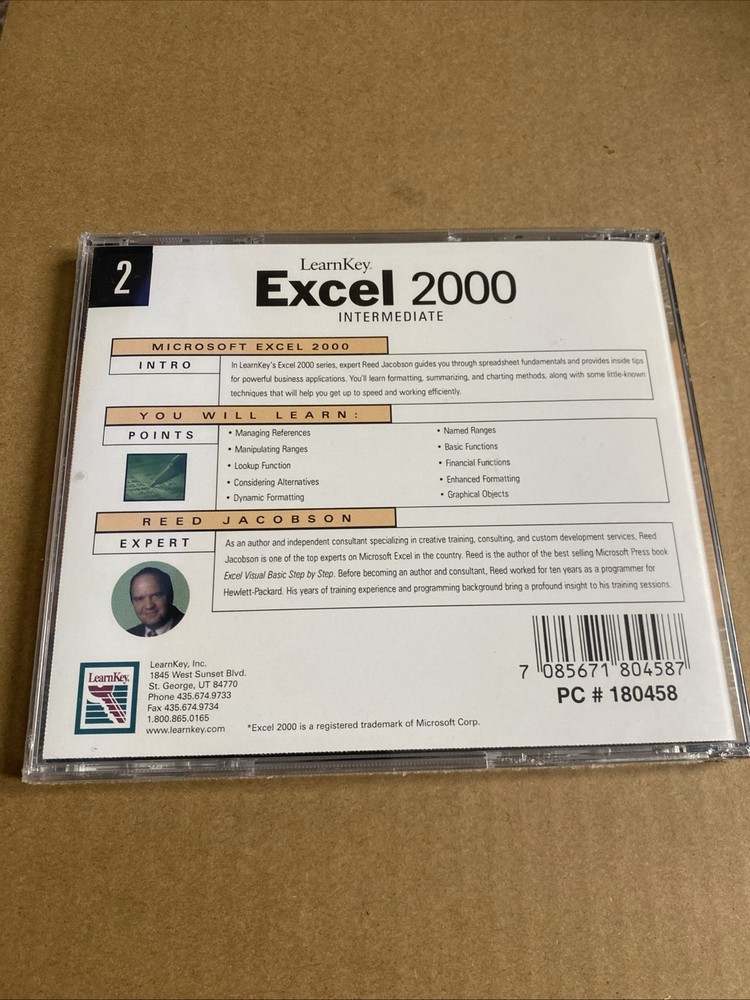 2
LearnKey
Excel 2000
INTERMEDIATE
MICROSOFT EXCEL 2000
INTRO
In LearnKey's Excel 2000 series, expert Reed Jacobson guides you through spreadsheet fundamentals and provides inside tips
for powerful business applications. You'll learn formatting, summarizing, and charting methods, along with some little-known
techniques that will help you get up to speed and working efficiently.
YOU WILL LEARN:
POINTS
• Managing References
• Manipulating Ranges
• Lookup Function
• Considering Alternatives
• Dynamic Formatting
• Named Ranges
• Basic Functions
• Financial Functions
• Enhanced Formatting
• Graphical Objects
REED JACOBSON
EXPERT
As an author and independent consultant specializing in creative training, consulting, and custom development services, Reed
Jacobson is one of the top experts on Microsoft Excel in the country. Reed is the author of the best selling Microsoft Press book
Excel Visual Basic Step by Step. Before becoming an author and consultant, Reed worked for ten years as a programmer for
Hewlett-Packard. His years of training experience and programming background bring a profound insight to his training sessions.
LearnKey
LearnKey, Inc.
1845 West Sunset Blvd.
St. George, UT 84770
Phone 435.674.9733
Fax 435.674.9734
1.800.865.0165
www.learnkey.com
*Excel 2000 is a registered trademark of Microsoft Corp.
7 085671 804587
PC # 180458